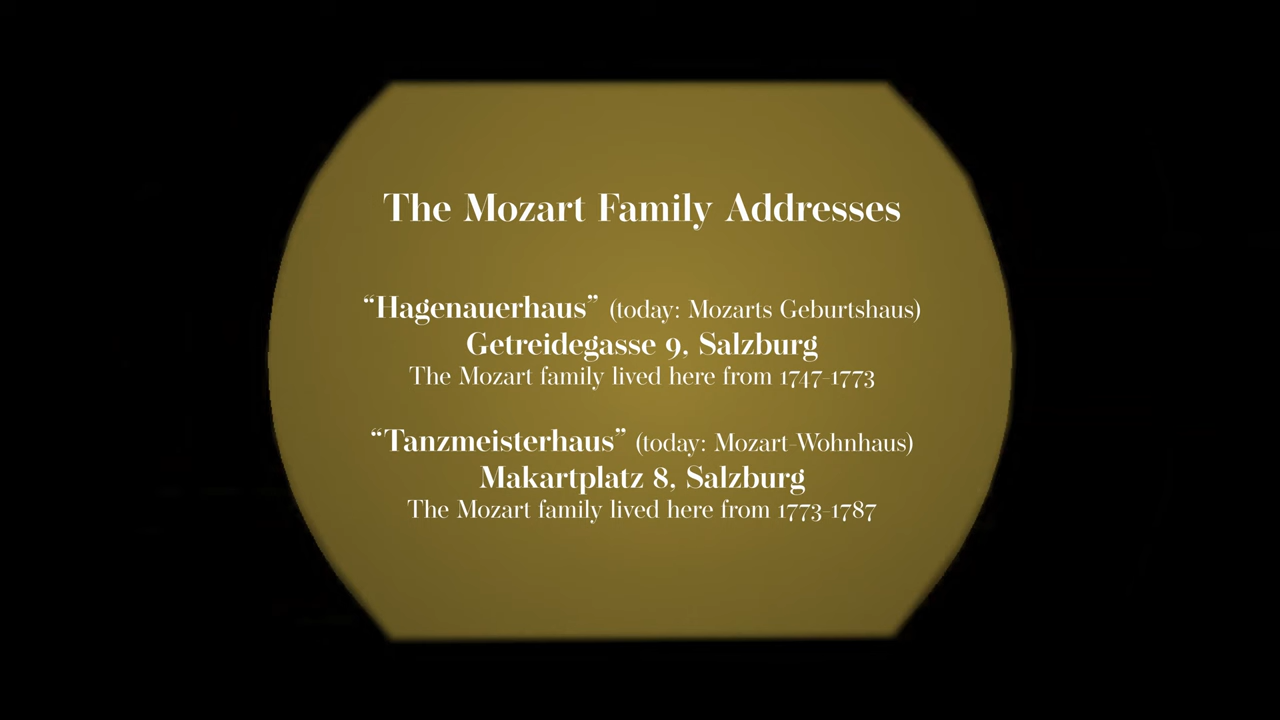 The Mozart Family Addresses
“Hagenauerhaus” (today: Mozarts Geburtshaus)
Getreidegasse 9, Salzburg
The Mozart family lived here from 1747-1773
“Tanzmeisterhaus” (today: Mozart-Wohnhaus)
Makartplatz 8, Salzburg
The Mozart family lived here from 1773-1787